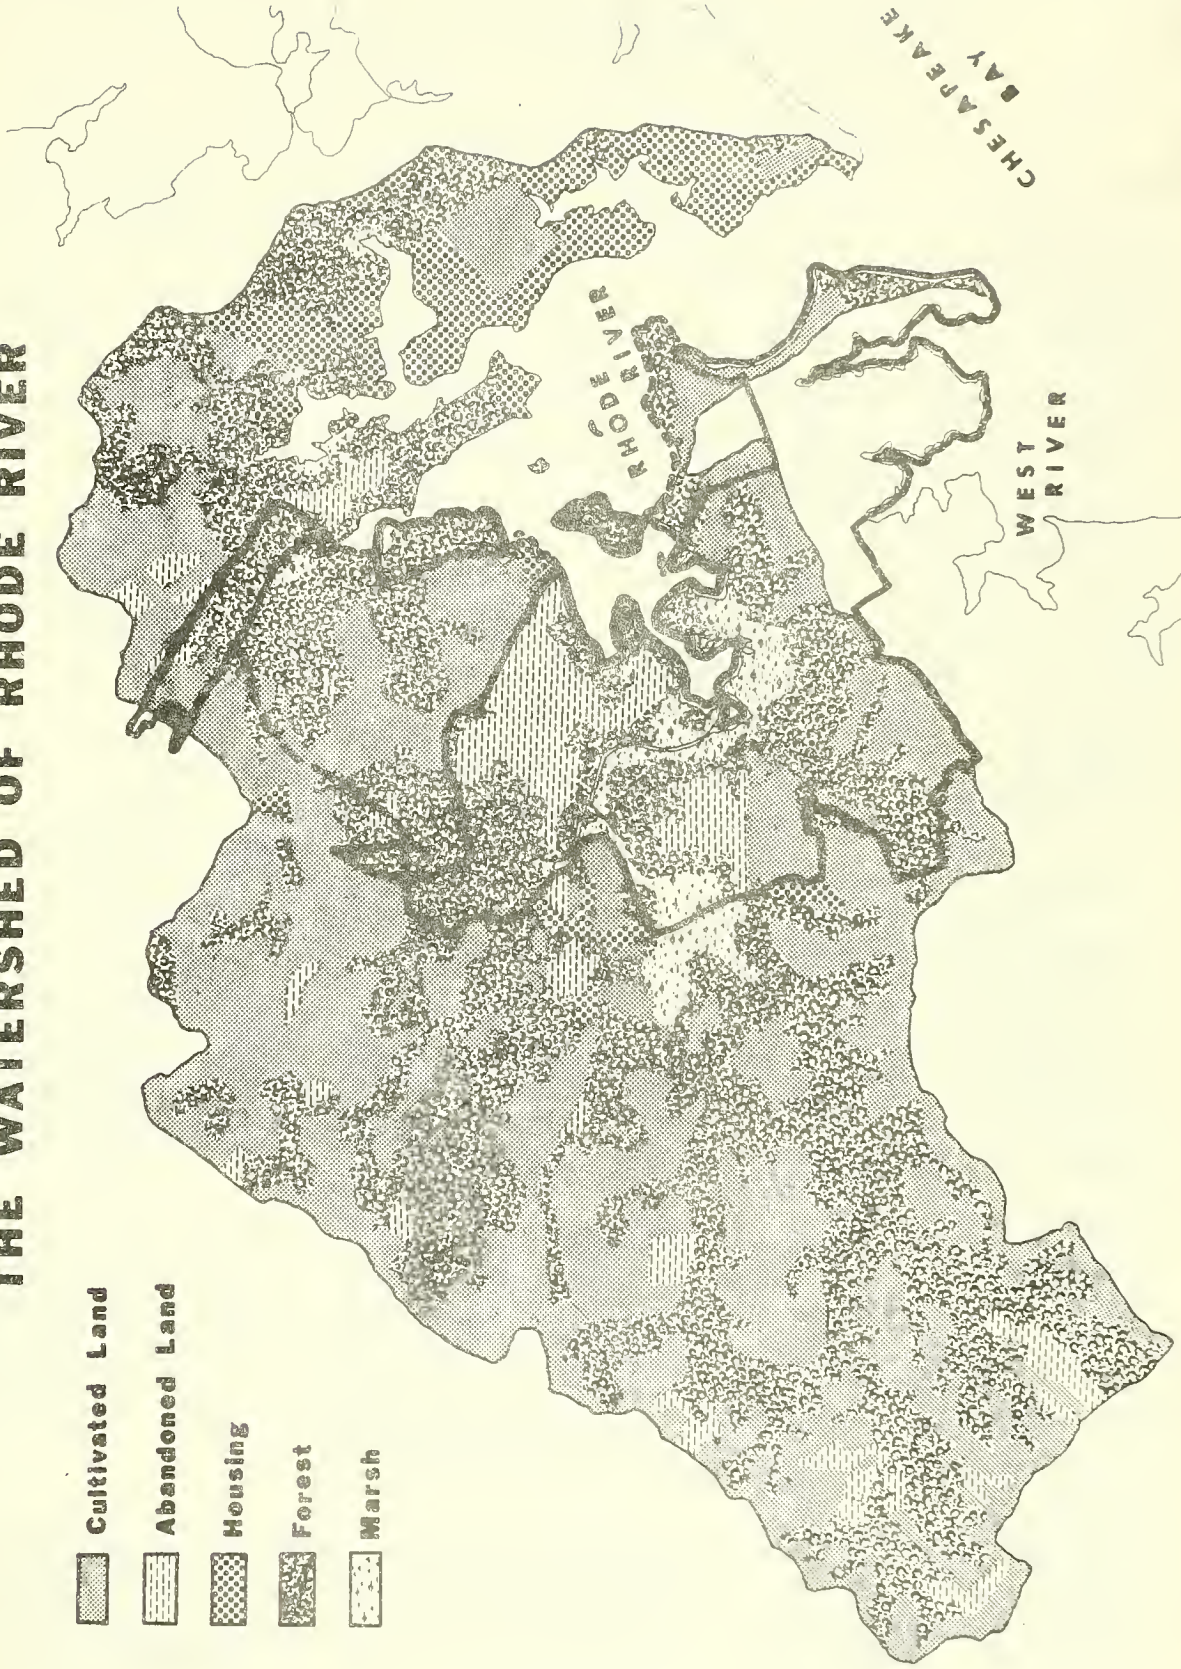 THE WATERSHED OF RHODE RIVER
Cultivated Land
Abandoned Land
Housing
Forest
Marsh
RHODE
RIVER
CHESAPEAKE
BAY
WEST
RIVER